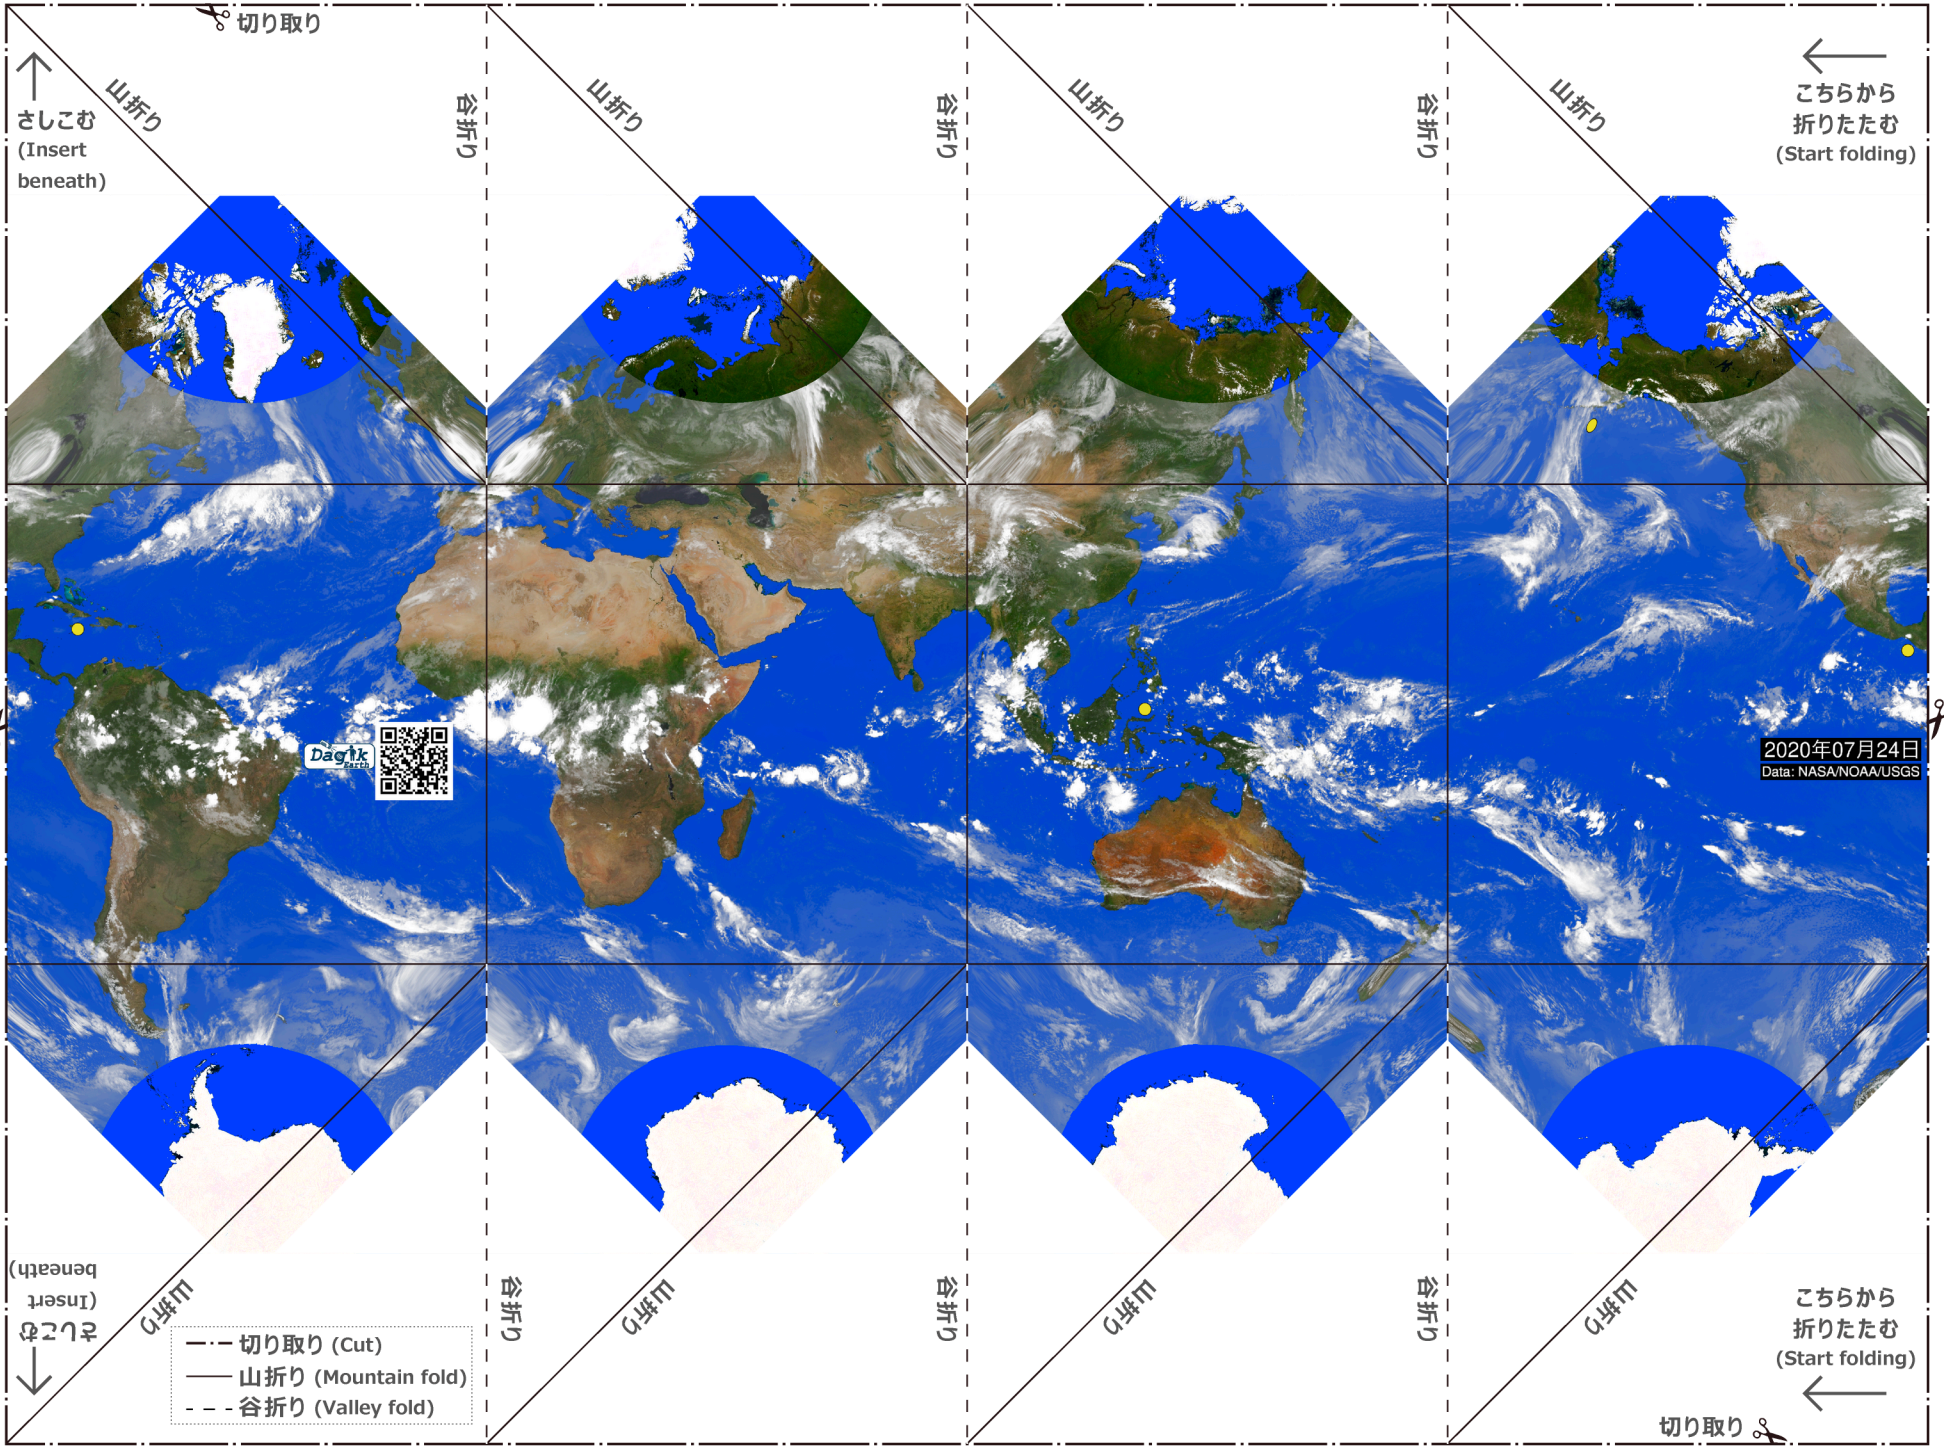 切り取り
さしこむ
(Insert
beneath)
山折り
谷折り
山折り
谷折り
山折り
谷折り
山折り
こちらから
折りたたむ
(Start folding)
Dagik
Earth
2020年07月24日
Data: NASA/NOAA/USGS
さしこむ
(Insert
beneath)
山折り
谷折り
山折り
谷折り
山折り
谷折り
山折り
こちらから
折りたたむ
(Start folding)
切り取り (Cut)
山折り (Mountain fold)
谷折り (Valley fold)
切り取り